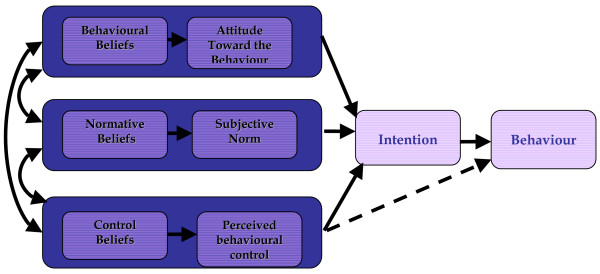 Behavioural
Beliefs
Attitude
Toward the
Behaviour
Normative
Beliefs
Subjective
Norm
Control
Beliefs
Perceived
behavioural
control
Intention
Behaviour